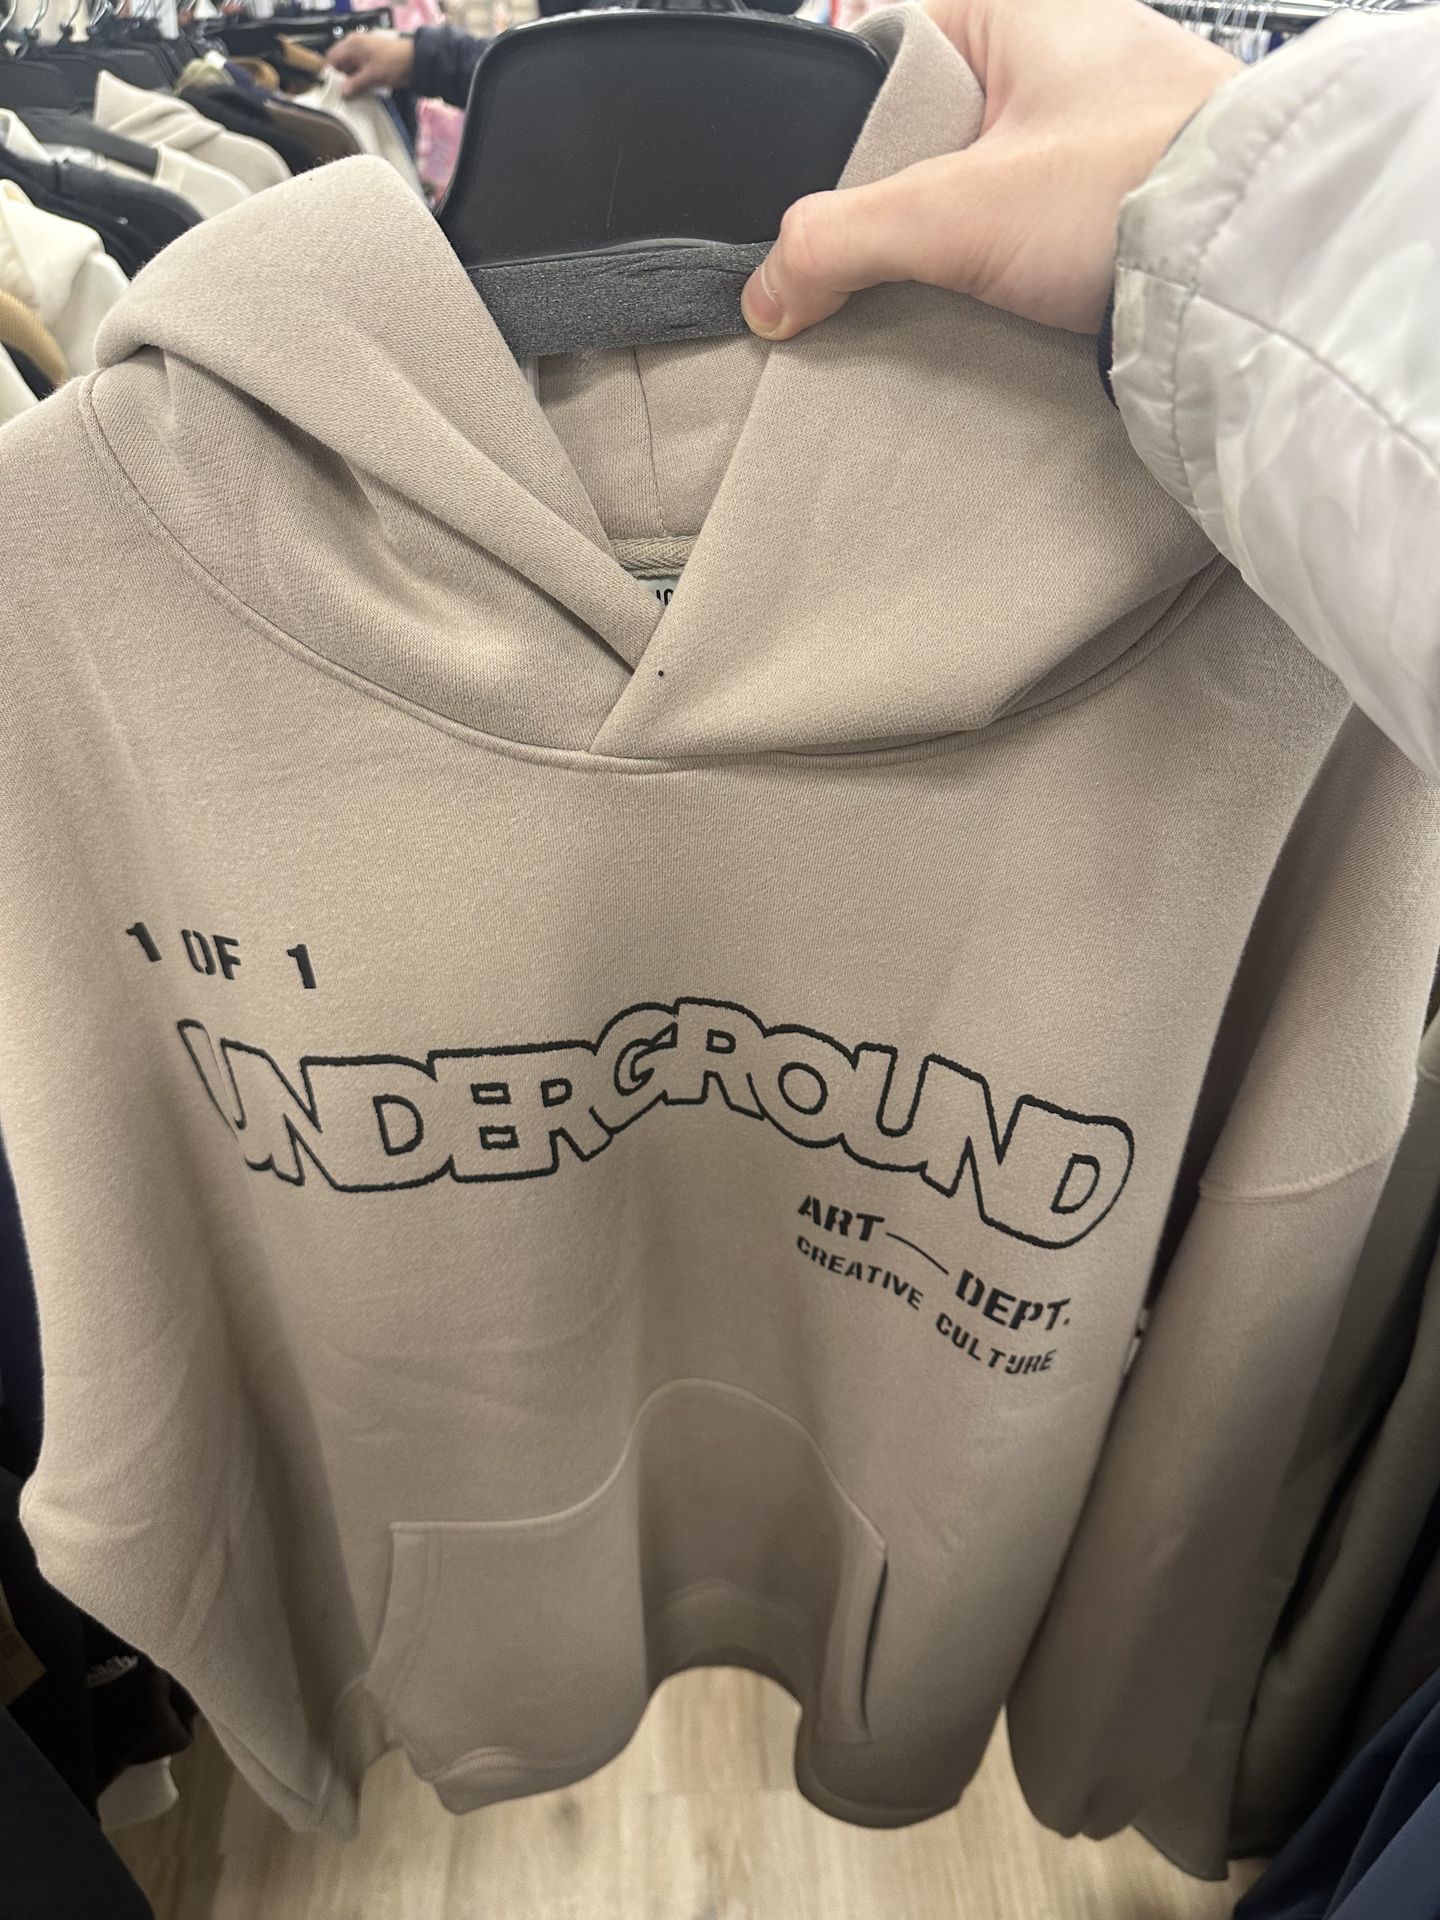 1 OF 1
UNDERGROUND
ART DEPT.
CREATIVE CULTURE